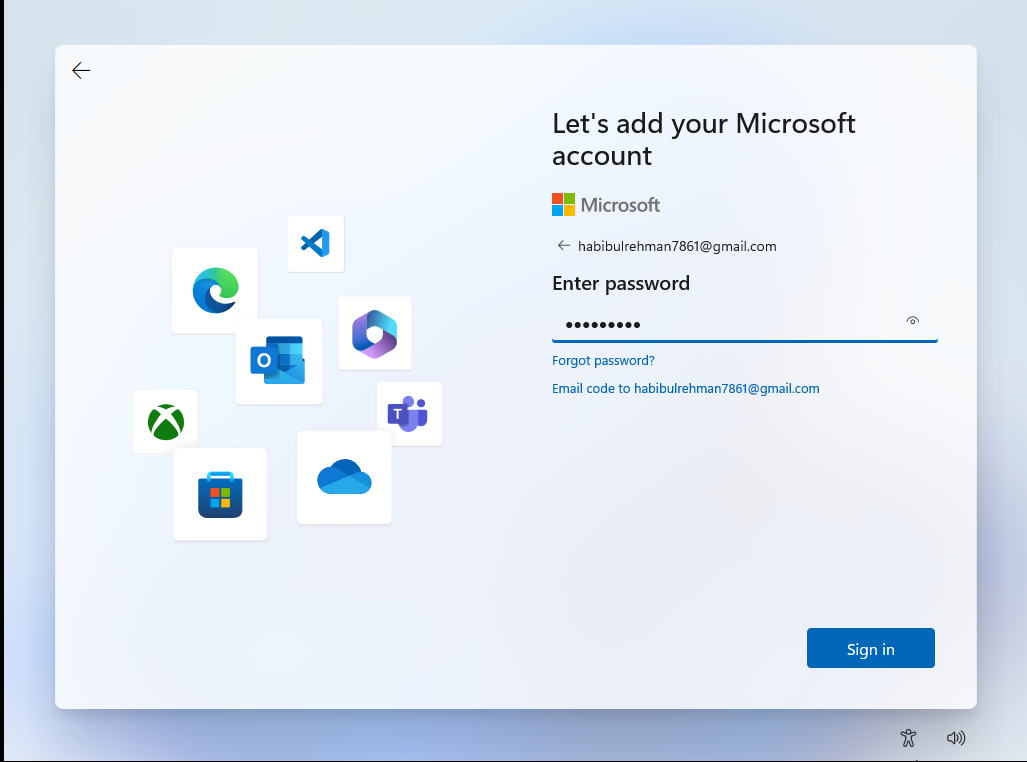 Let's add your Microsoft
account
Microsoft
habibulrehman7861@gmail.com
Enter password
•••••••••
Forgot password?
Email code to habibulrehman7861@gmail.com
O
T
Sign in